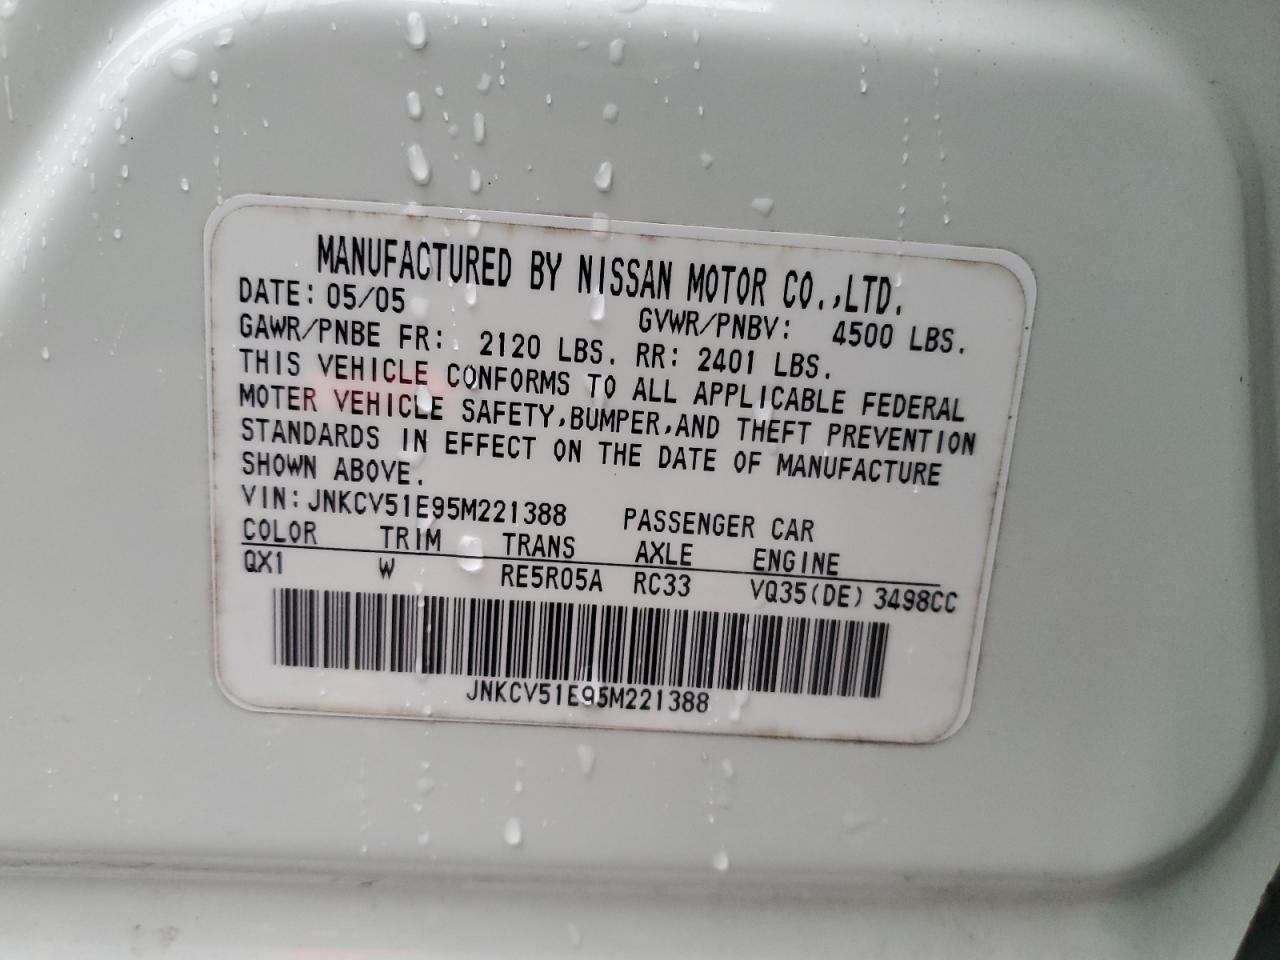 MANUFACTURED BY NISSAN MOTOR CO.,LTD.
DATE: 05/05 GVWR/PNBV: 4500 LBS.
GAWR/PNBE FR: 2120 LBS. RR: 2401 LBS.
THIS VEHICLE CONFORMS TO ALL APPLICABLE FEDERAL
MOTER VEHICLE SAFETY,BUMPER,AND THEFT PREVENTION
STANDARDS IN EFFECT ON THE DATE OF MANUFACTURE
SHOWN ABOVE.
VIN: JNKCV51E95M221388 PASSENGER CAR
COLOR TRIM TRANS AXLE ENGINE
QX1 W RE5R05A RC33 VQ35(DE) 3498CC
JNKCV51E95M221388